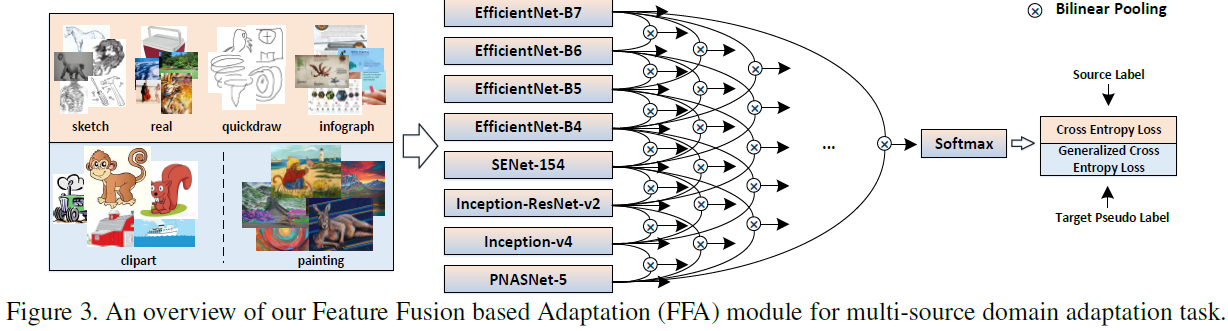 sketch real quickdraw infograph
clipart painting
EfficientNet-B7
EfficientNet-B6
EfficientNet-B5
EfficientNet-B4
SENet-154
Inception-ResNet-v2
Inception-v4
PNASNet-5
...
Bilinear Pooling
Softmax
Source Label
Cross Entropy Loss
Generalized Cross
Entropy Loss
Target Pseudo Label
Figure 3. An overview of our Feature Fusion based Adaptation (FFA) module for multi-source domain adaptation task.